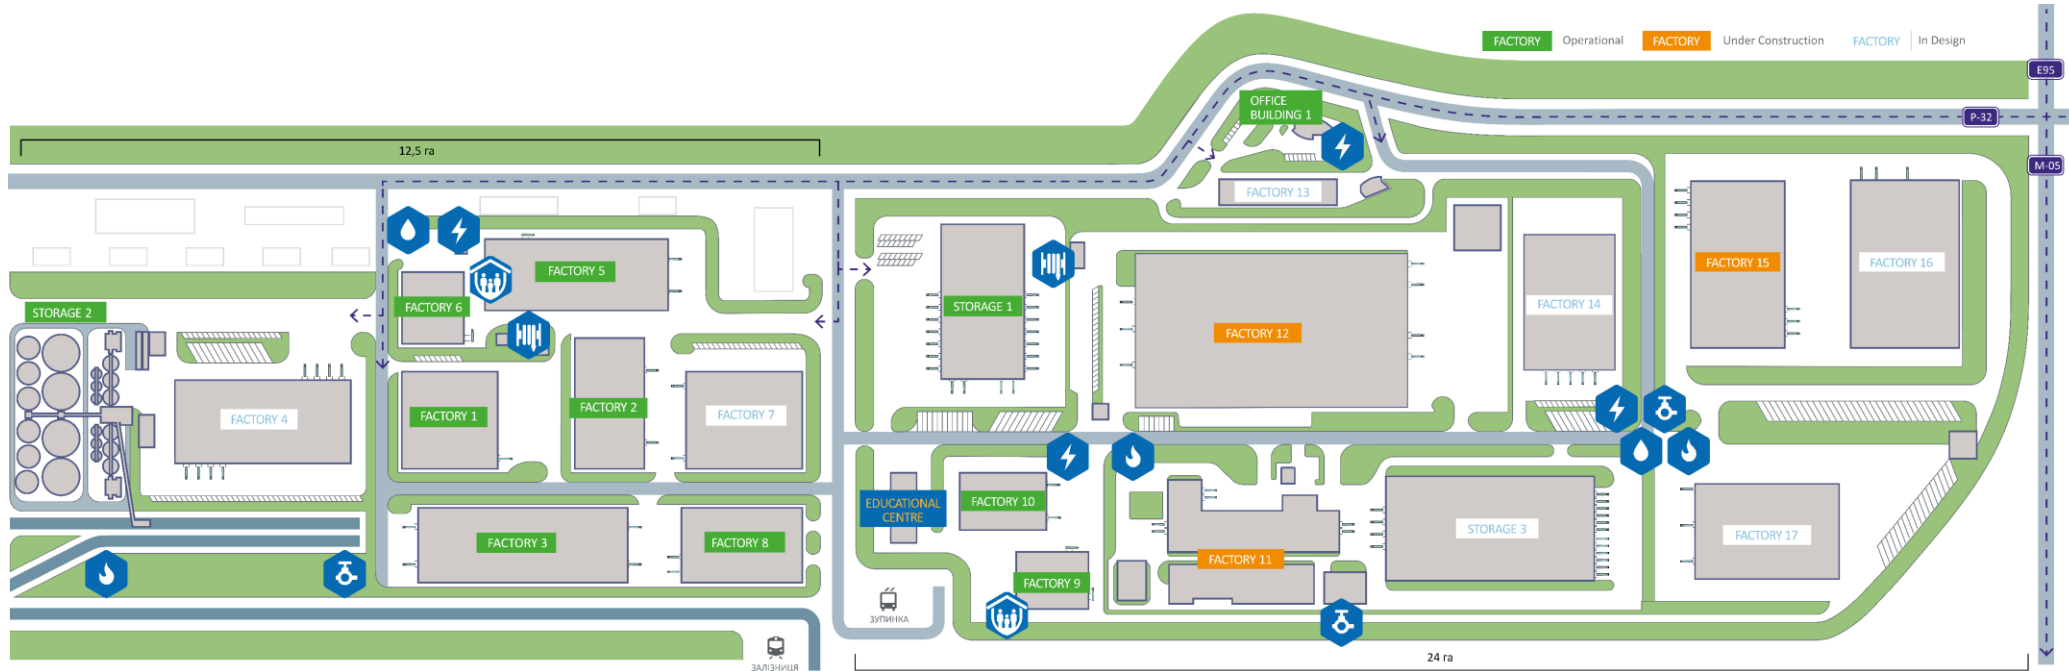 FACTORY Operational FACTORY Under Construction FACTORY In Design
E95
P-32
M-05
12,5 га
OFFICE
BUILDING 1
FACTORY 13
FACTORY 5
FACTORY 6
STORAGE 2
STORAGE 1
FACTORY 12
FACTORY 14
FACTORY 15
FACTORY 16
FACTORY 4
FACTORY 1
FACTORY 2
FACTORY 7
EDUCATIONAL
CENTRE
FACTORY 10
FACTORY 3
FACTORY 8
FACTORY 9
FACTORY 11
STORAGE 3
FACTORY 17
ЗУПИНКА
ЗАЛІЗНИЦЯ
24 га